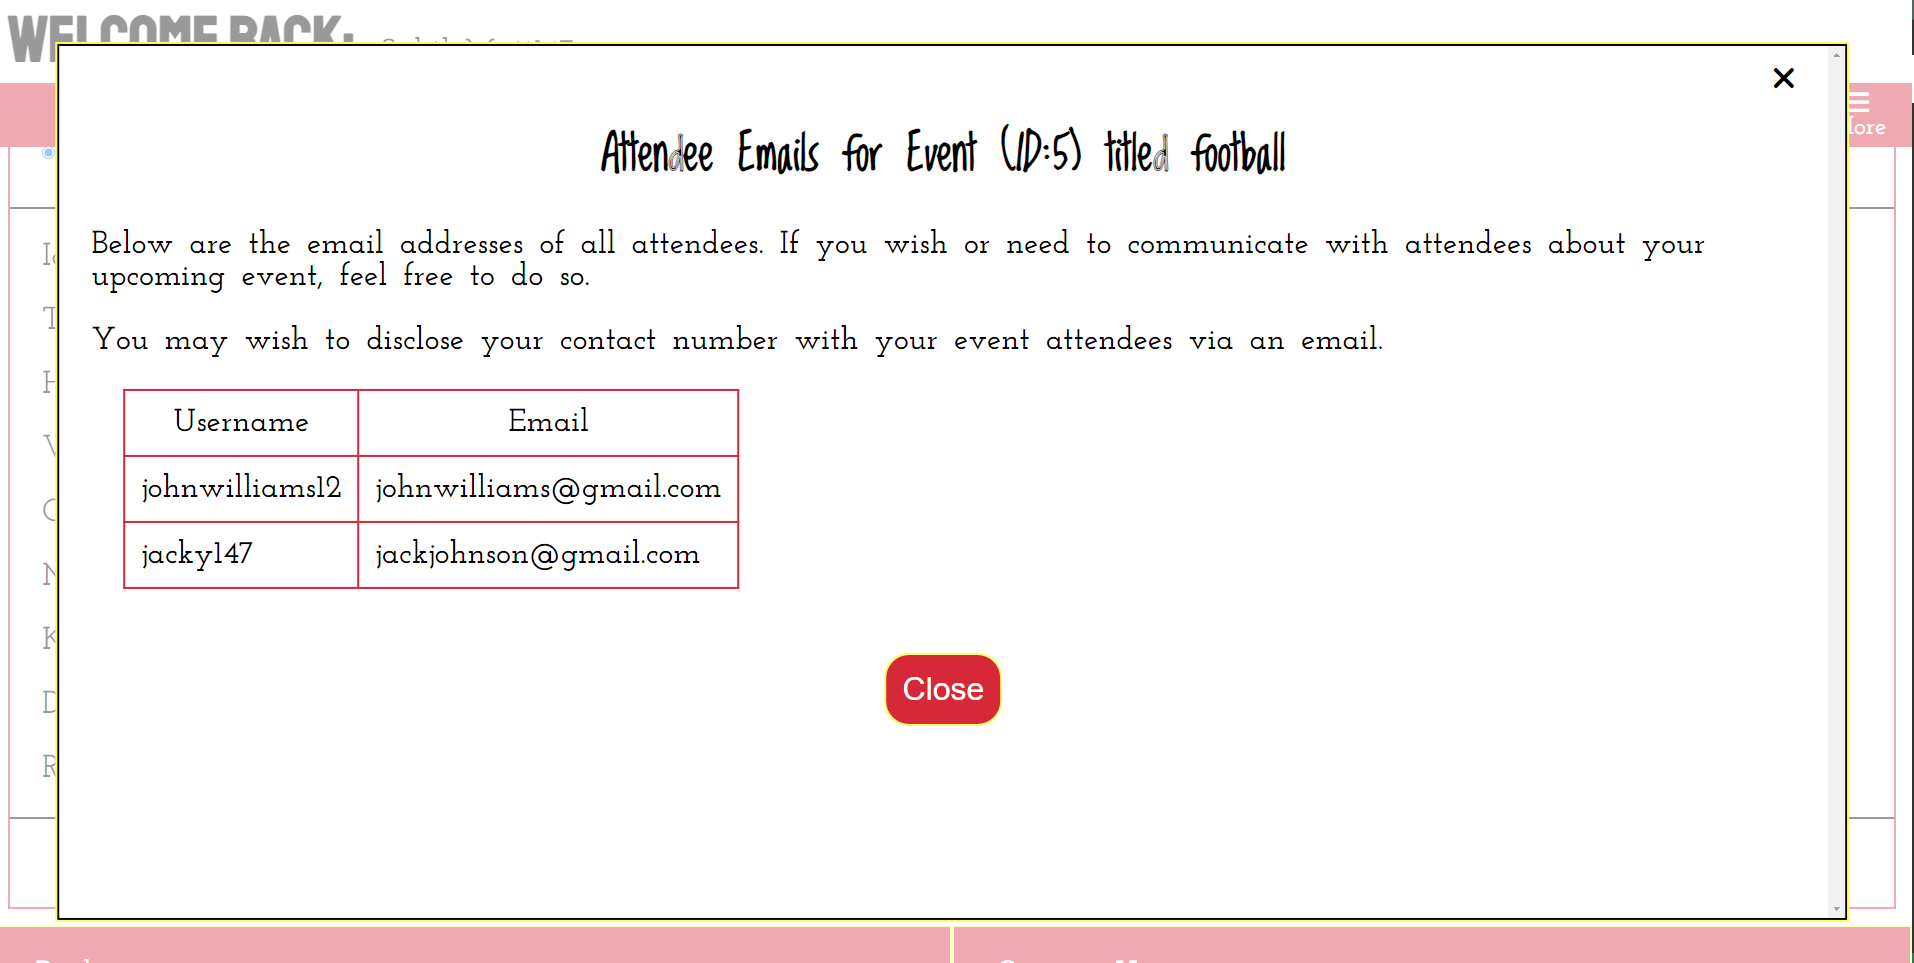 WELCOME BACK:
Attendee Emails for Event (ID:5) titled football
More
Below are the email addresses of all attendees. If you wish or need to communicate with attendees about your
upcoming event, feel free to do so.
You may wish to disclose your contact number with your event attendees via an email.
Username Email
johnwilliams12 johnwilliams@gmail.com
jacky147 jackjohnson@gmail.com
Close